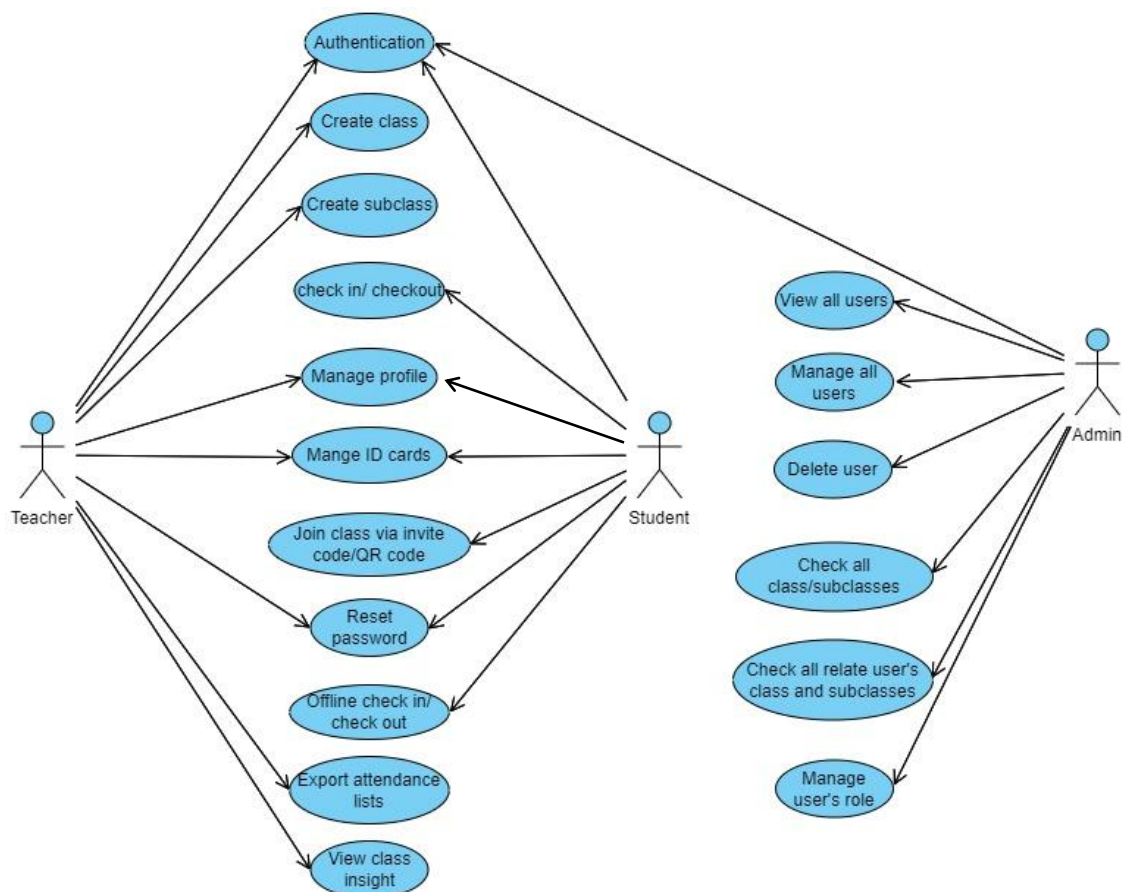 Authentication
Create class
Create subclass
check in/ checkout
Manage profile
Mange ID cards
Join class via invite
code/QR code
Reset
password
Offline check in/
check out
Export attendance
lists
View class
insight
Teacher
Student
View all users
Manage all
users
Delete user
Check all
class/subclasses
Check all relate user's
class and subclasses
Manage
user's role
Admin